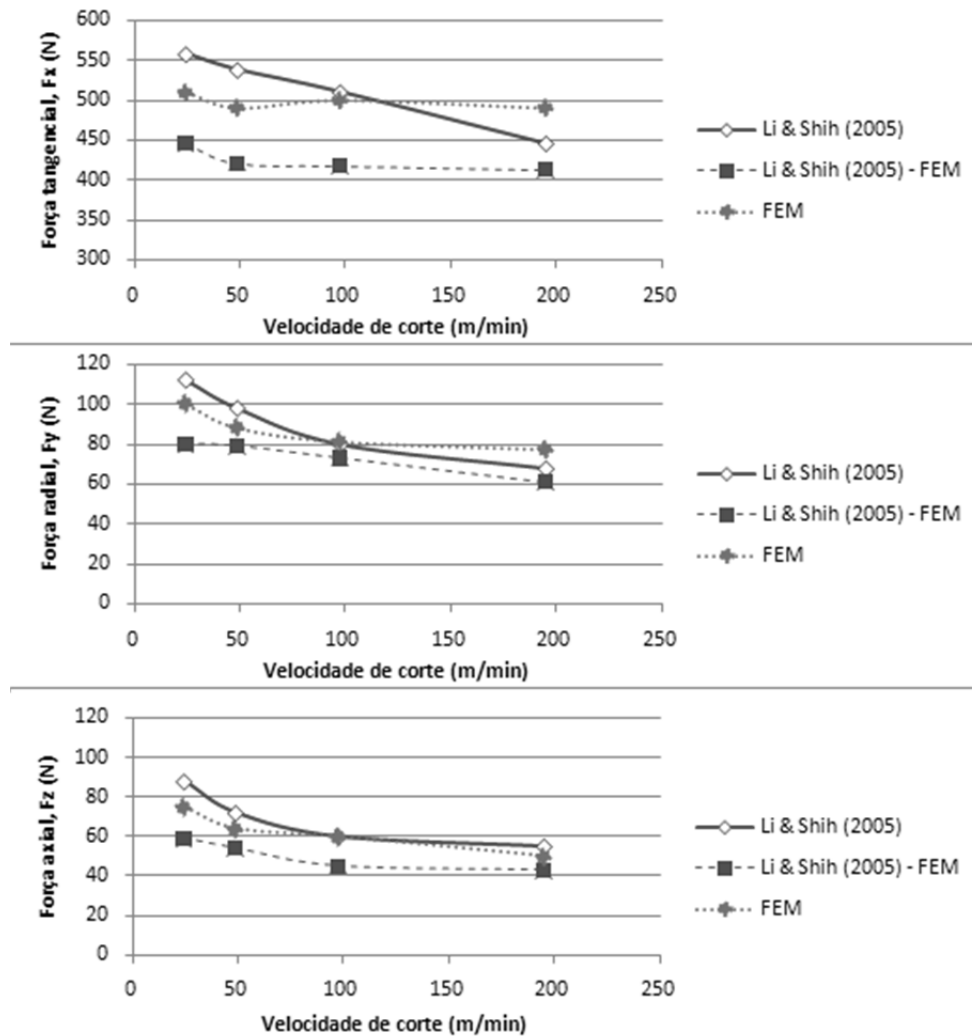 Força tangencial, Fx (N)
600
550
500
450
400
350
300
0 50 100 150 200 250
Velocidade de corte (m/min)
Li & Shih (2005)
Li & Shih (2005) - FEM
FEM
Força radial, Fy (N)
120
100
80
60
40
20
0
0 50 100 150 200 250
Velocidade de corte (m/min)
Li & Shih (2005)
Li & Shih (2005) - FEM
FEM
Força axial, Fz (N)
120
100
80
60
40
20
0
0 50 100 150 200 250
Velocidade de corte (m/min)
Li & Shih (2005)
Li & Shih (2005) - FEM
FEM